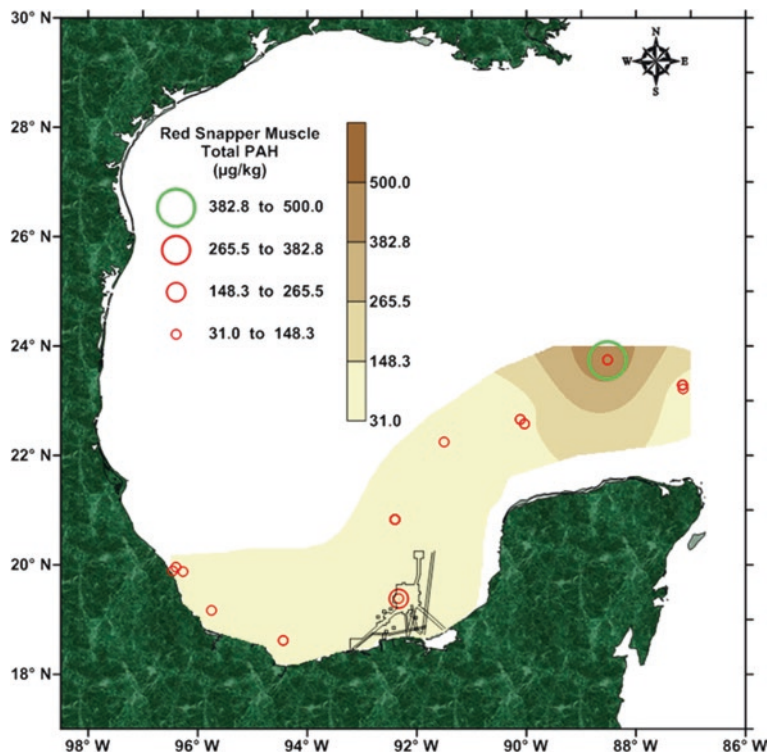 30° N
28° N
26° N
24° N
22° N
20° N
18° N
N
W E
S
Red Snapper Muscle
Total PAH
(µg/kg)
382.8 to 500.0
265.5 to 382.8
148.3 to 265.5
31.0 to 148.3
500.0
382.8
265.5
148.3
31.0
98° W 96° W 94° W 92° W 90° W 88° W 86° W